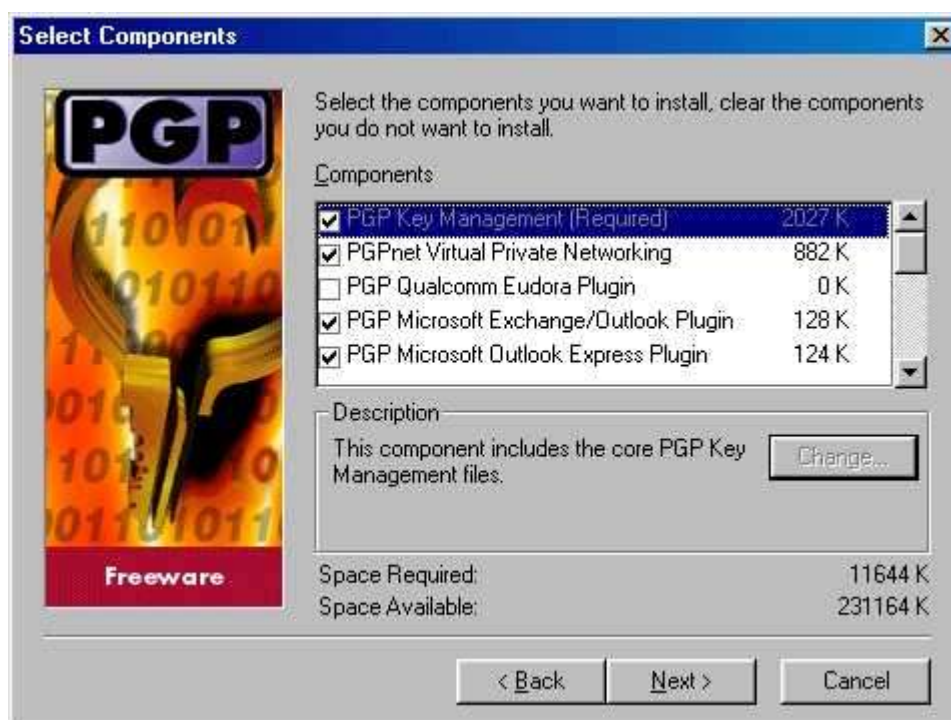 Select Components
PGP
Select the components you want to install, clear the components
you do not want to install.
Components
PGP Key Management (Required) 2027 K
PGPnet Virtual Private Networking 882 K
PGP Qualcomm Eudora Plugin 0 K
PGP Microsoft Exchange/Outlook Plugin 128 K
PGP Microsoft Outlook Express Plugin 124 K
Description
This component includes the core PGP Key
Management files.
Change...
Freeware
Space Required: 11644 K
Space Available: 231164 K
< Back
Next >
Cancel